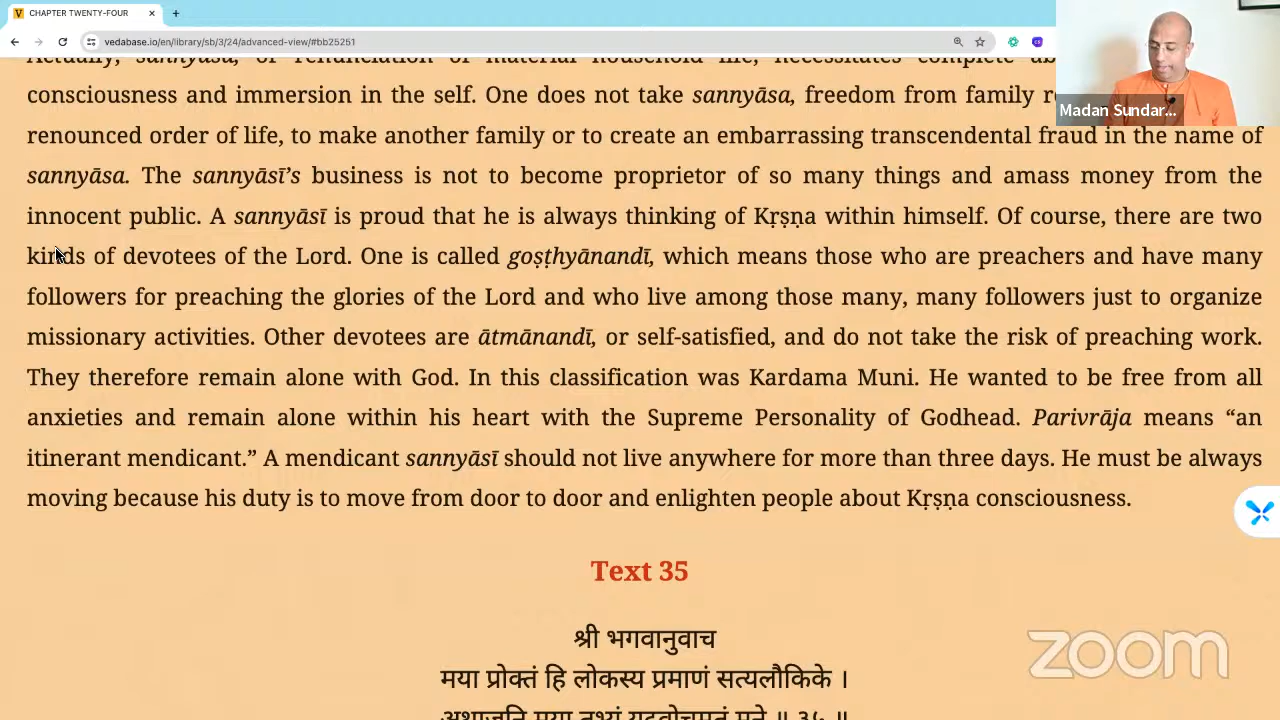 CHAPTER TWENTY-FOUR
vedabase.io/en/library/sb/3/24/advanced-view/#bb25251
Actually, sannyāsa, or renunciation of material household life, necessitates complete ab
consciousness and immersion in the self. One does not take sannyāsa, freedom from family r
Madan Sundar...
renounced order of life, to make another family or to create an embarrassing transcendental fraud in the name of
sannyāsa. The sannyāsī’s business is not to become proprietor of so many things and amass money from the
innocent public. A sannyāsī is proud that he is always thinking of Kṛṣṇa within himself. Of course, there are two
kinds of devotees of the Lord. One is called goṣṭhyānandī, which means those who are preachers and have many
followers for preaching the glories of the Lord and who live among those many, many followers just to organize
missionary activities. Other devotees are ātmānandī, or self-satisfied, and do not take the risk of preaching work.
They therefore remain alone with God. In this classification was Kardama Muni. He wanted to be free from all
anxieties and remain alone within his heart with the Supreme Personality of Godhead. Parivrāja means “an
itinerant mendicant.” A mendicant sannyāsī should not live anywhere for more than three days. He must be always
moving because his duty is to move from door to door and enlighten people about Kṛṣṇa consciousness.
Text 35
श्री भगवानुवाच
मया प्रोक्तं हि लोकस्य प्रमाणं सत्यलौकिके ।
zoom